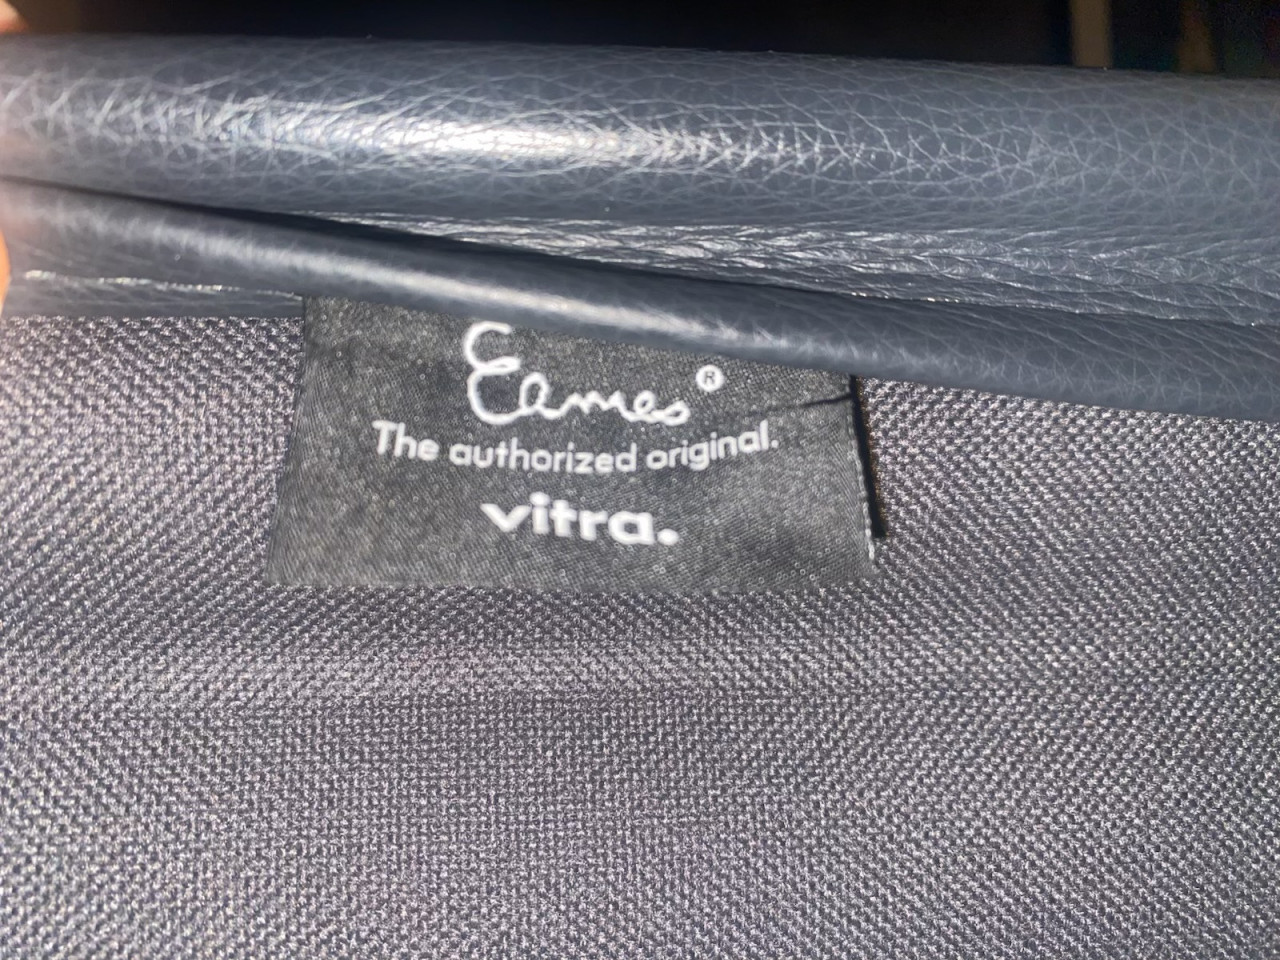 Eames®
The authorized original.
vitra.